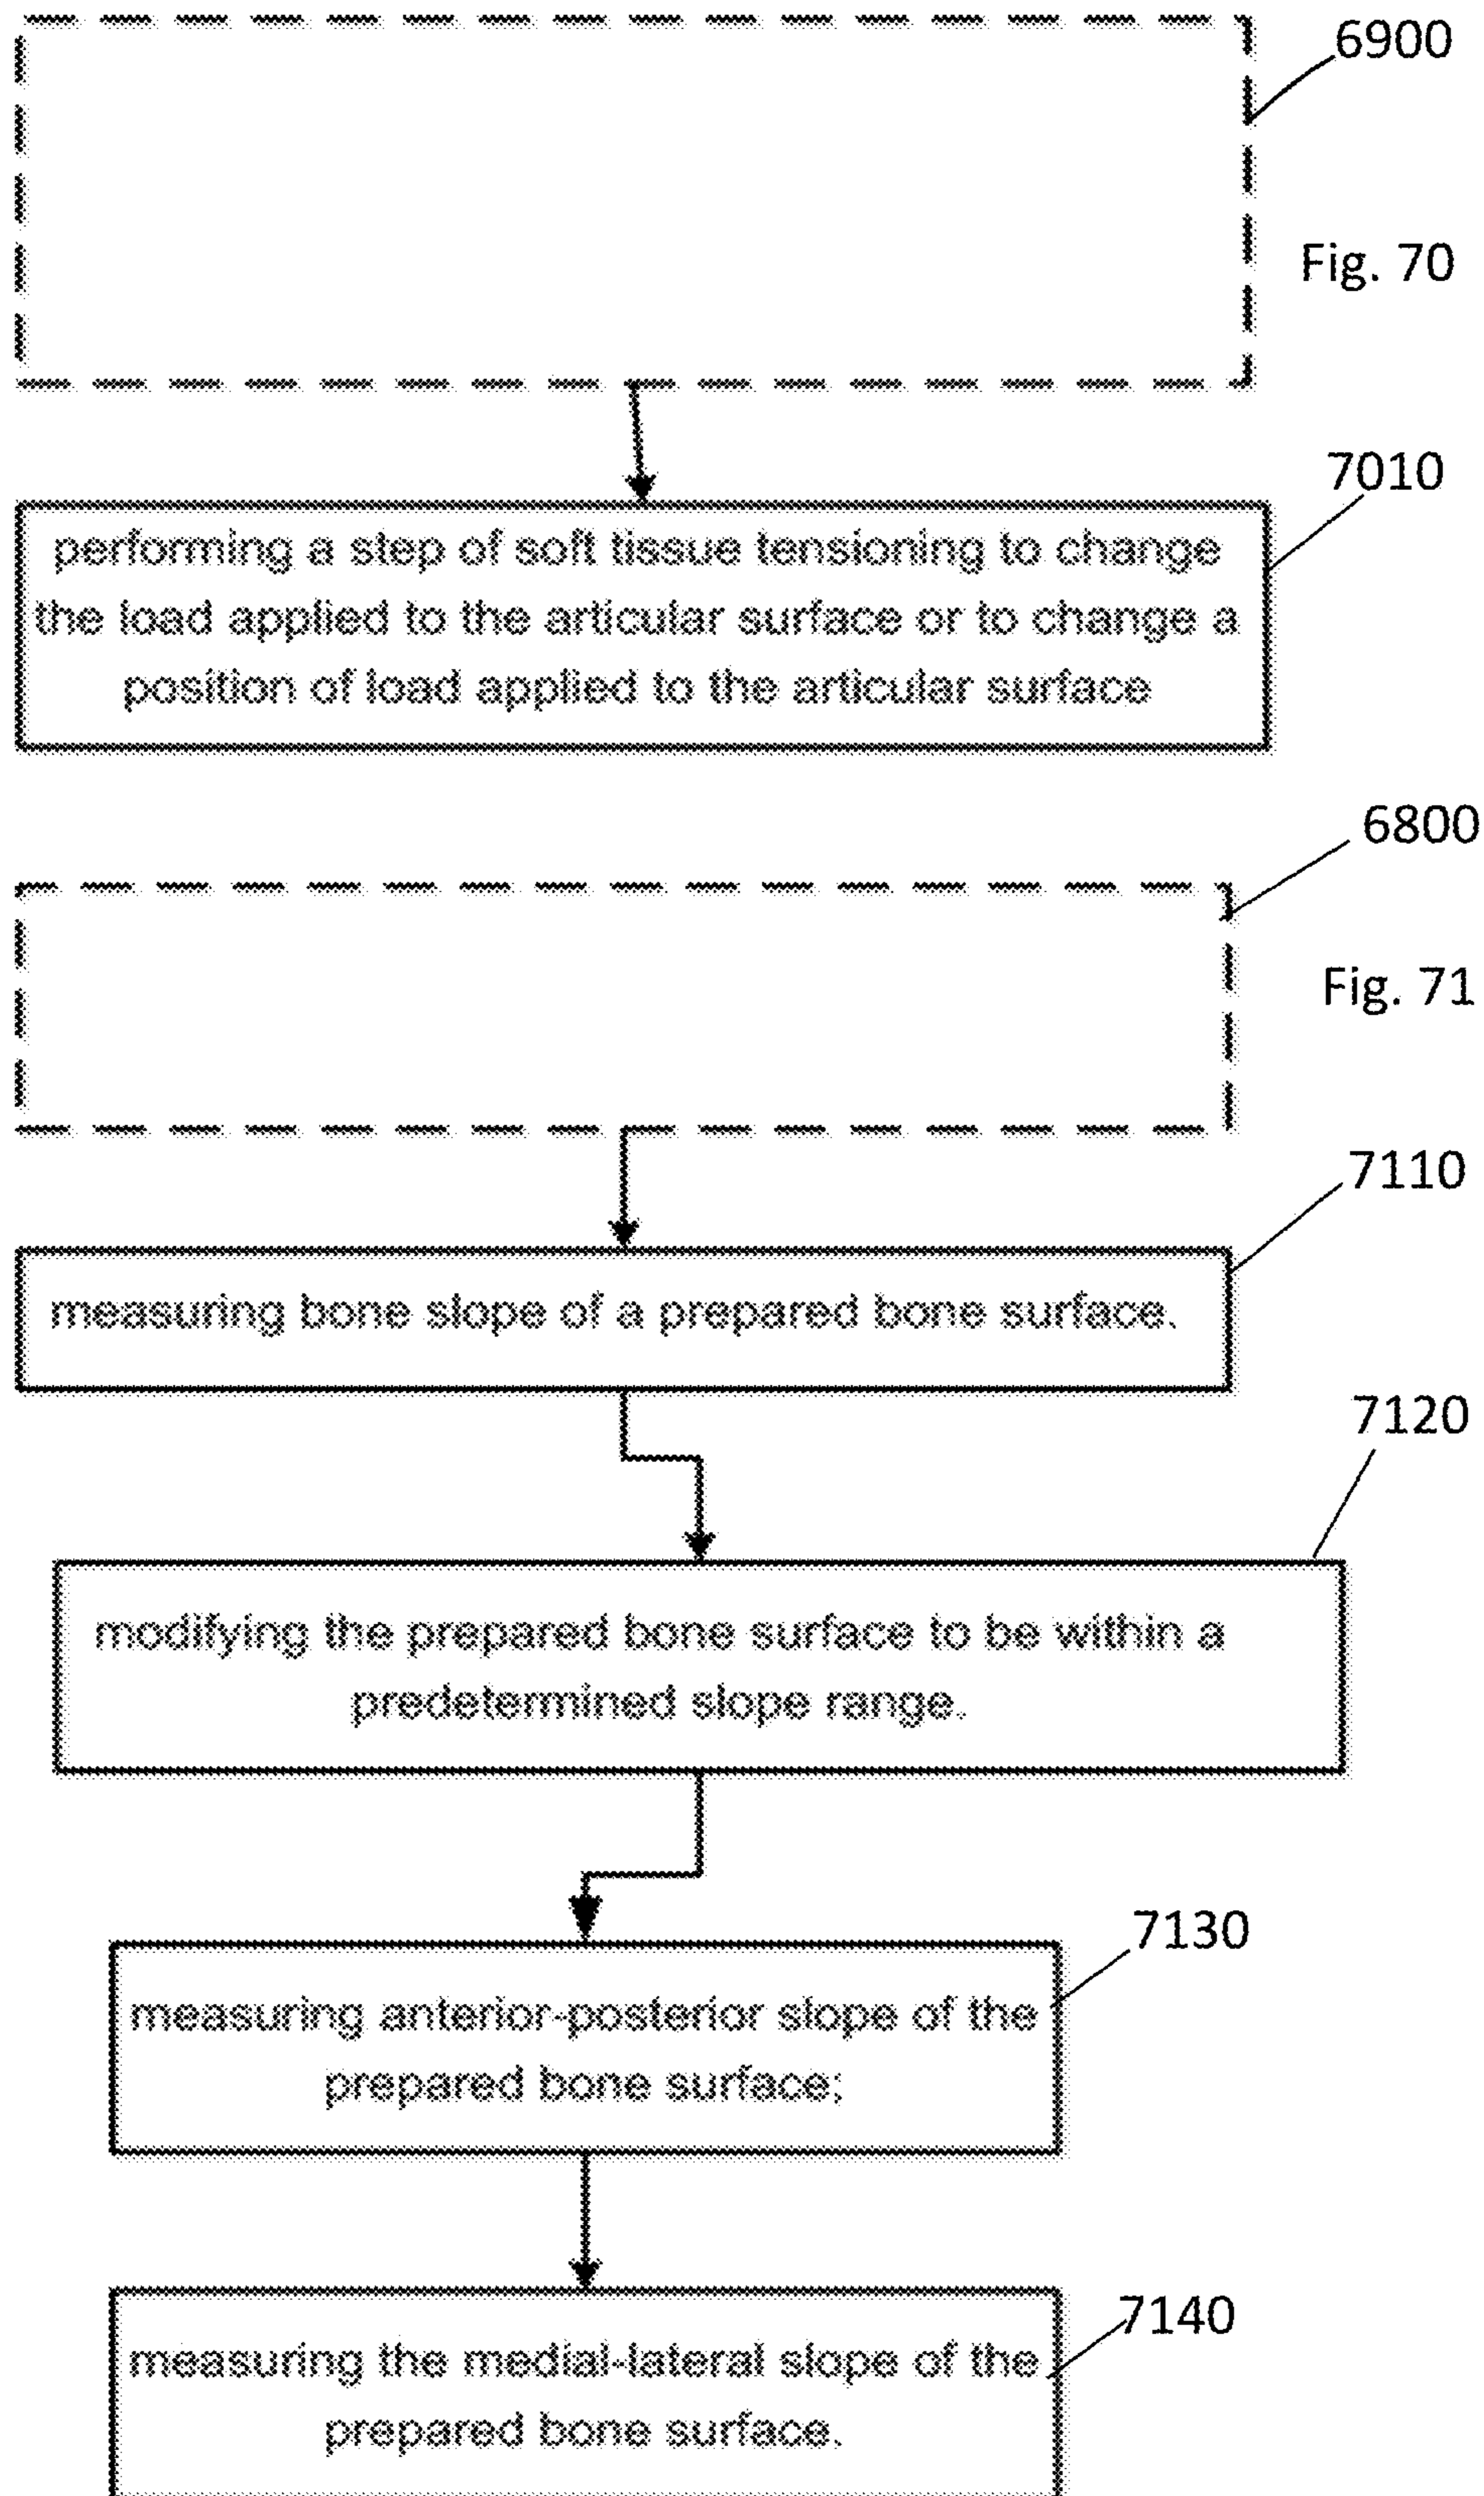 6900
Fig. 70
7010
performing a step of soft tissue tensioning to change
the load applied to the articular surface or to change a
position of load applied to the articular surface
6800
Fig. 71
7110
measuring bone slope of a prepared bone surface.
7120
modifying the prepared bone surface to be within a
predetermined slope range.
7130
measuring anterior-posterior slope of the
prepared bone surface;
7140
measuring the medial-lateral slope of the
prepared bone surface.